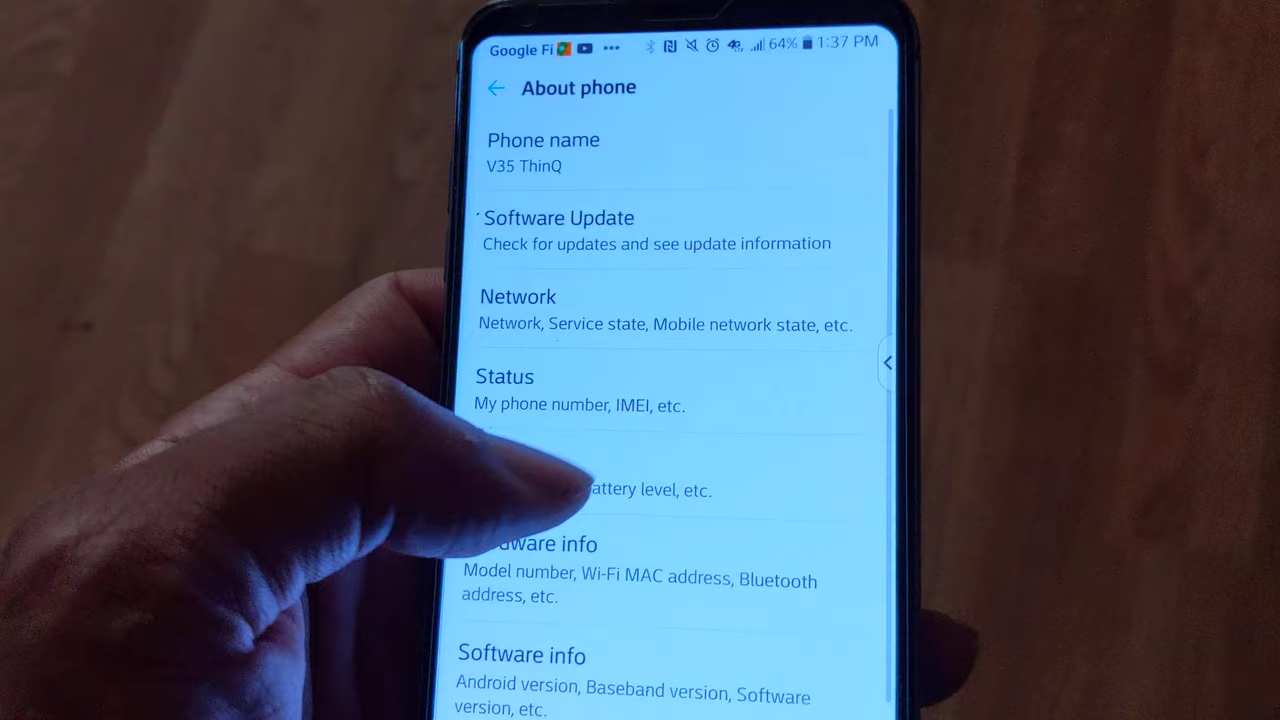 Google Fi 64% 1:37 PM
About phone
Phone name
V35 ThinQ
Software Update
Check for updates and see update information
Network
Network, Service state, Mobile network state, etc.
Status
My phone number, IMEI, etc.
level, etc.
info
Model number, Wi-Fi MAC address, Bluetooth
address, etc.
Software info
Android version, Baseband version, Software
version, etc.